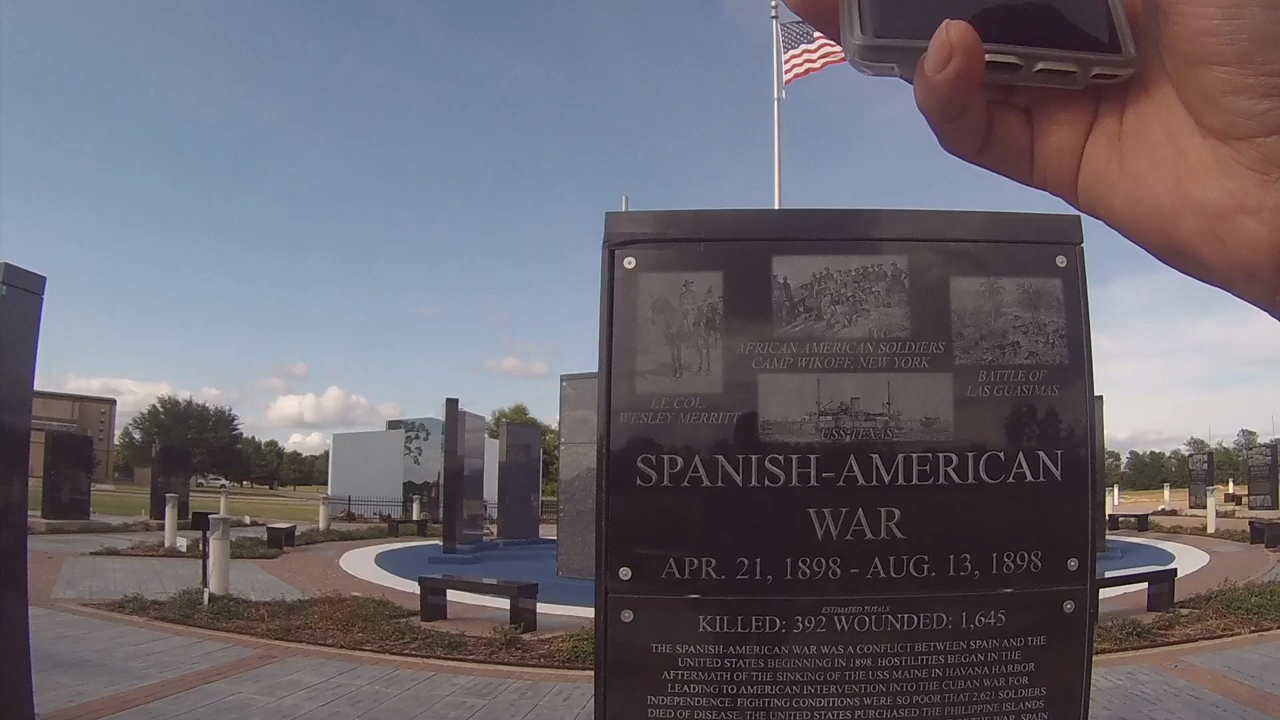 AFRICAN AMERICAN SOLDIERS
CAMP WIKOFF, NEW YORK
BATTLE OF
LAS GUASIMAS
LT. COL.
WESLEY MERRITT
USS TEXAS
SPANISH-AMERICAN
WAR
APR. 21, 1898 - AUG. 13, 1898
ESTIMATED TOTALS
KILLED: 392 WOUNDED: 1,645
THE SPANISH-AMERICAN WAR WAS A CONFLICT BETWEEN SPAIN AND THE
UNITED STATES BEGINNING IN 1898. HOSTILITIES BEGAN IN THE
AFTERMATH OF THE SINKING OF THE USS MAINE IN HAVANA HARBOR
LEADING TO AMERICAN INTERVENTION INTO THE CUBAN WAR FOR
INDEPENDENCE. FIGHTING CONDITIONS WERE SO POOR THAT 2,621 SOLDIERS
DIED OF DISEASE. THE UNITED STATES PURCHASED THE PHILIPPINE ISLANDS
THE WAR, SPAIN